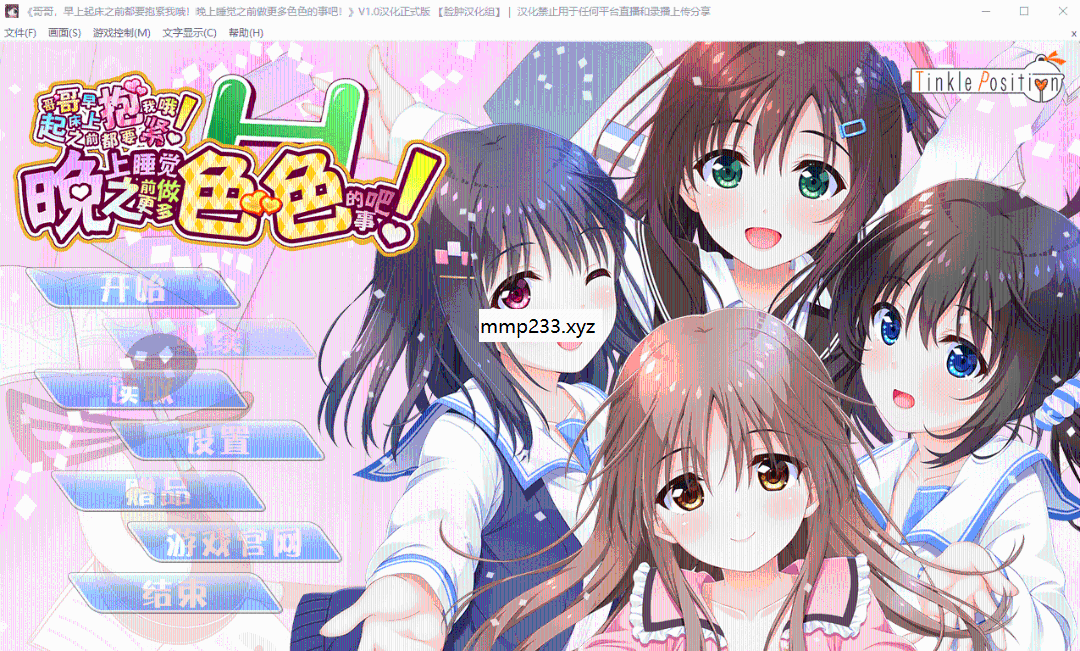 《哥哥，早上起床之前都要抱紧我哦！晚上睡觉之前做更多色色的事吧！》V1.0汉化正式版 【脸肿汉化组】 | 汉化禁止用于任何平台直播和录播上传分享
文件(F) 画面(S) 游戏控制(M) 文字显示(C) 帮助(H)
Tinkle Position
哥哥早上
起床之前都要
抱紧我哦！
H
晚上睡觉
之前做更多
色色的事吧！
mmp233.xyz
开始
读取
设置
赠品
游戏官网
结束